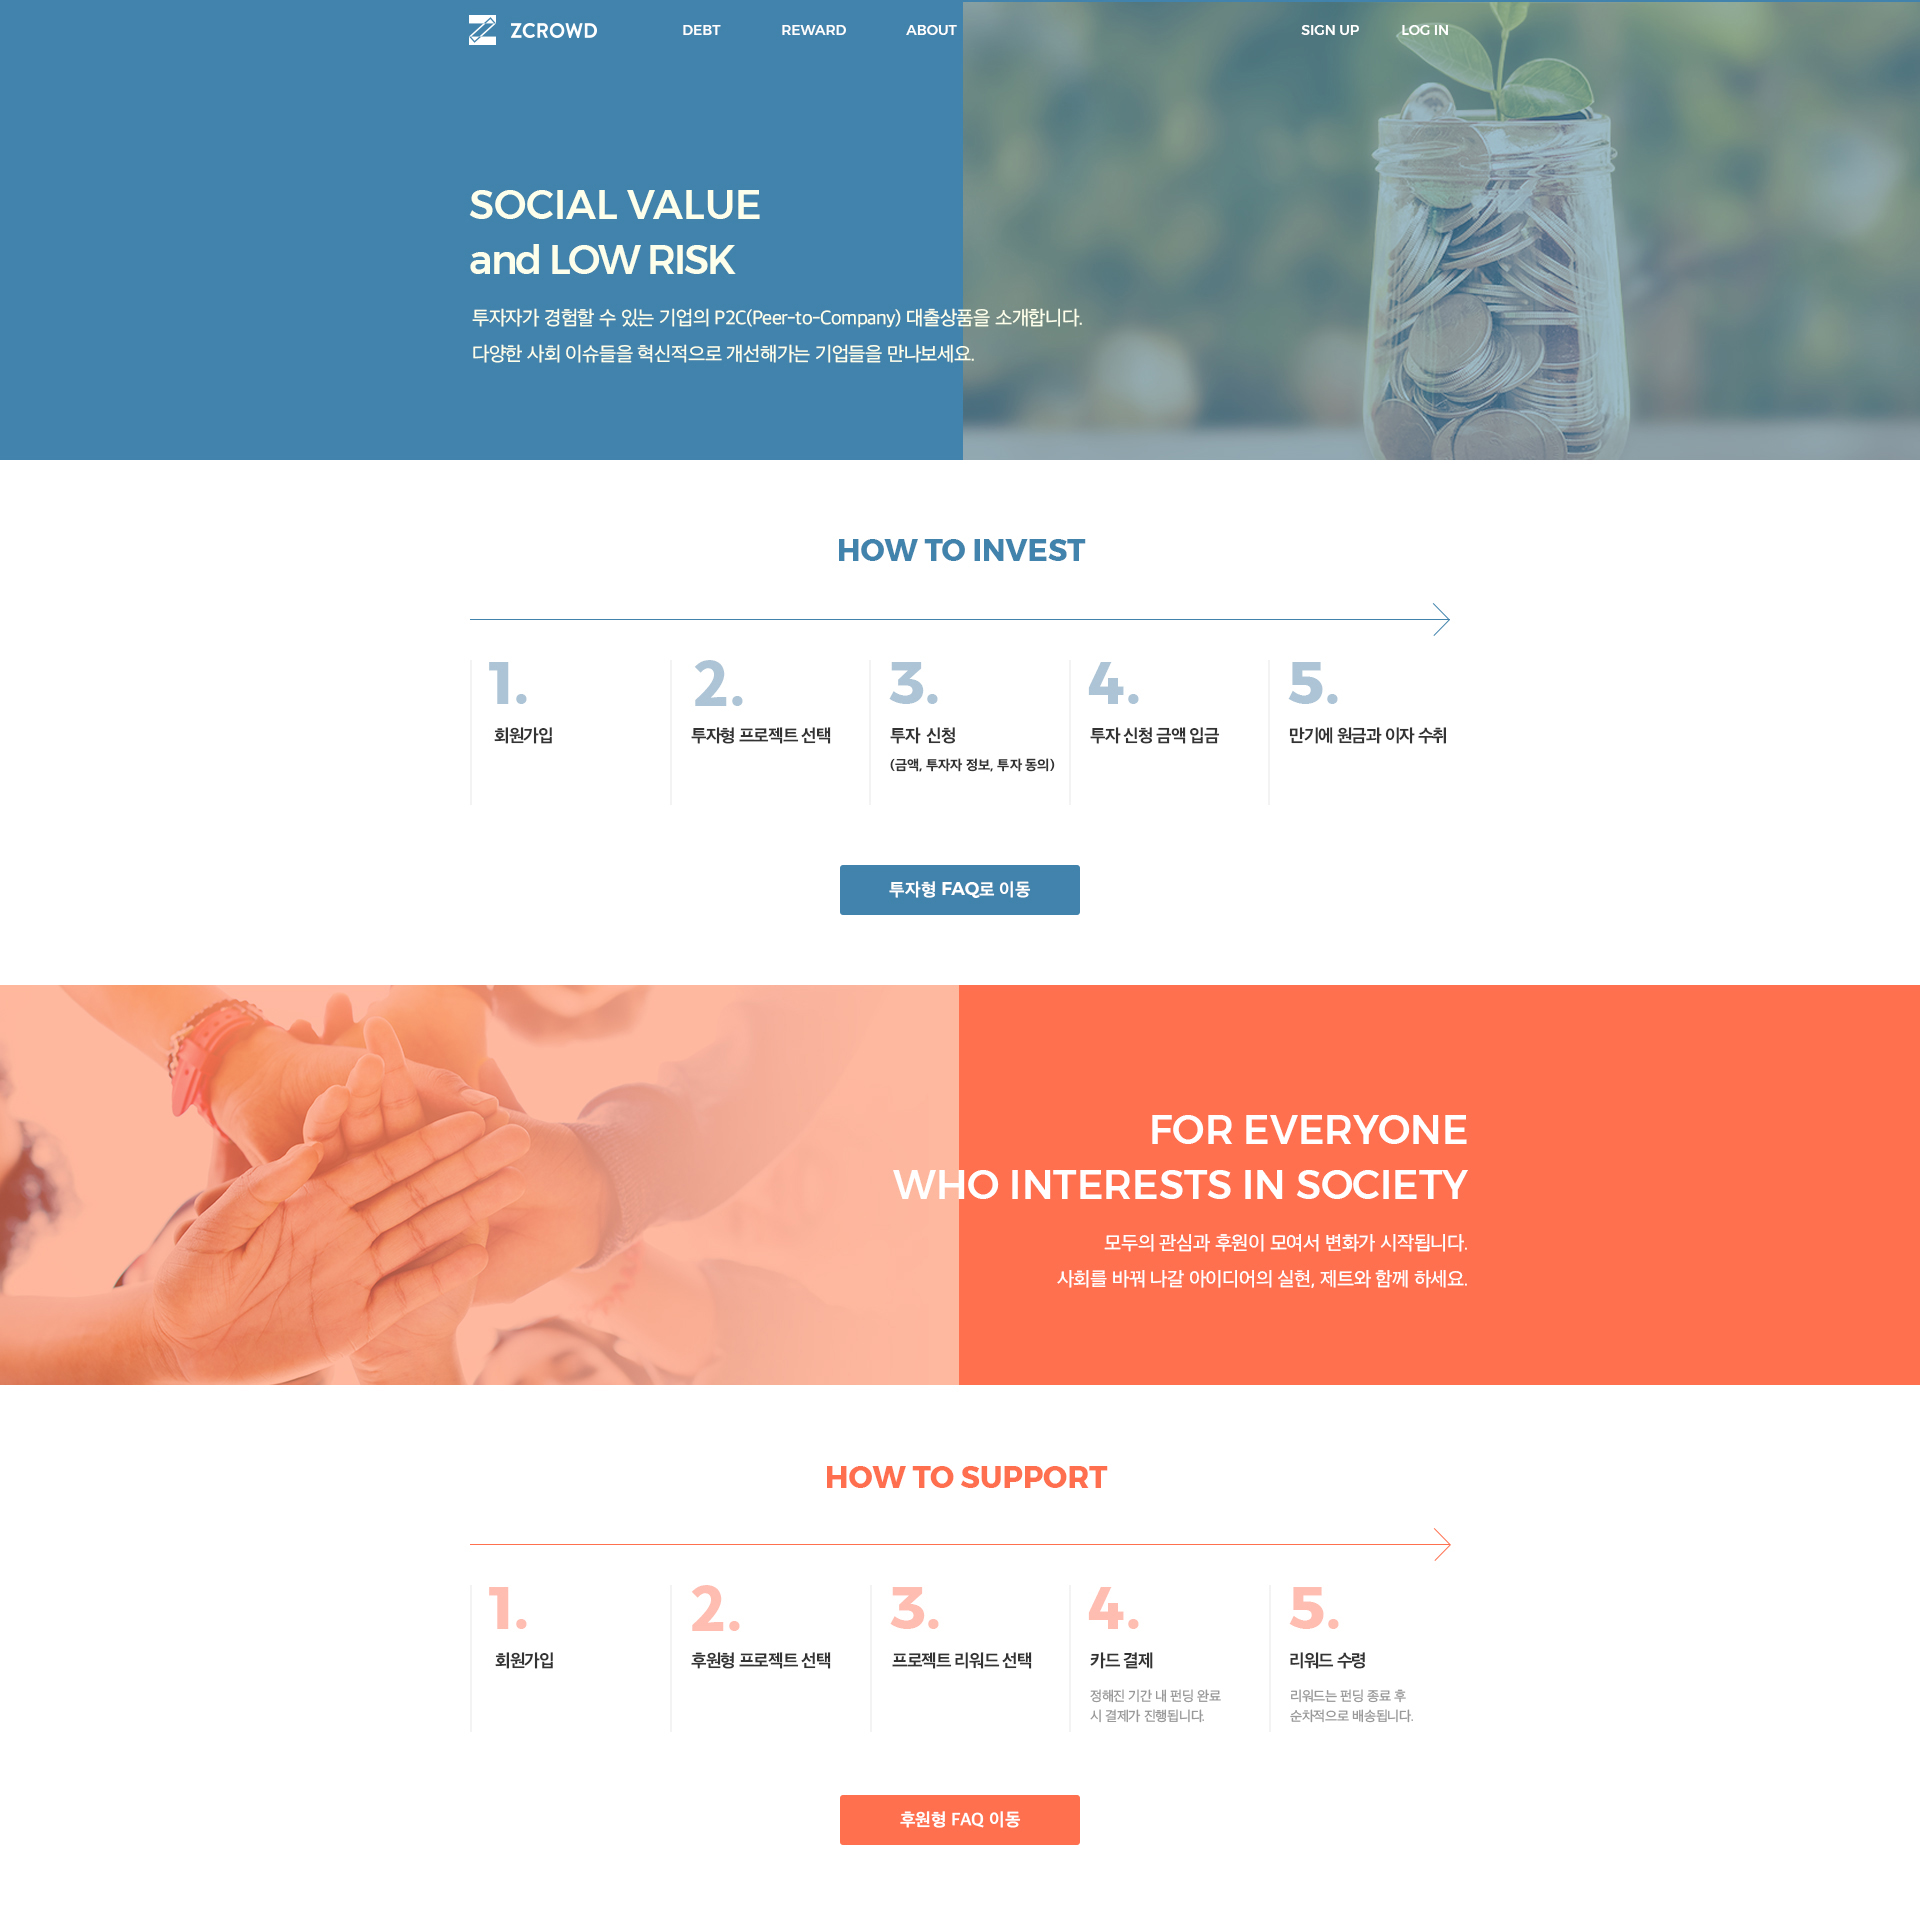 ZCROWD
DEBT
REWARD
ABOUT
SIGN UP
LOG IN
SOCIAL VALUE
and LOW RISK
투자자가 경험할 수 있는 기업의 P2C(Peer-to-Company) 대출상품을 소개합니다.
다양한 사회 이슈들을 혁신적으로 개선해가는 기업들을 만나보세요.
HOW TO INVEST
1.
회원가입
2.
투자형 프로젝트 선택
3.
투자 신청
(금액, 투자자 정보, 투자 동의)
4.
투자 신청 금액 입금
5.
만기에 원금과 이자 수취
투자형 FAQ로 이동
FOR EVERYONE
WHO INTERESTS IN SOCIETY
모두의 관심과 후원이 모여서 변화가 시작됩니다.
사회를 바꿔 나갈 아이디어의 실현, 제트와 함께 하세요.
HOW TO SUPPORT
1.
회원가입
2.
후원형 프로젝트 선택
3.
프로젝트 리워드 선택
4.
카드 결제
정해진 기간 내 펀딩 완료
시 결제가 진행됩니다.
5.
리워드 수령
리워드는 펀딩 종료 후
순차적으로 배송됩니다.
후원형 FAQ 이동